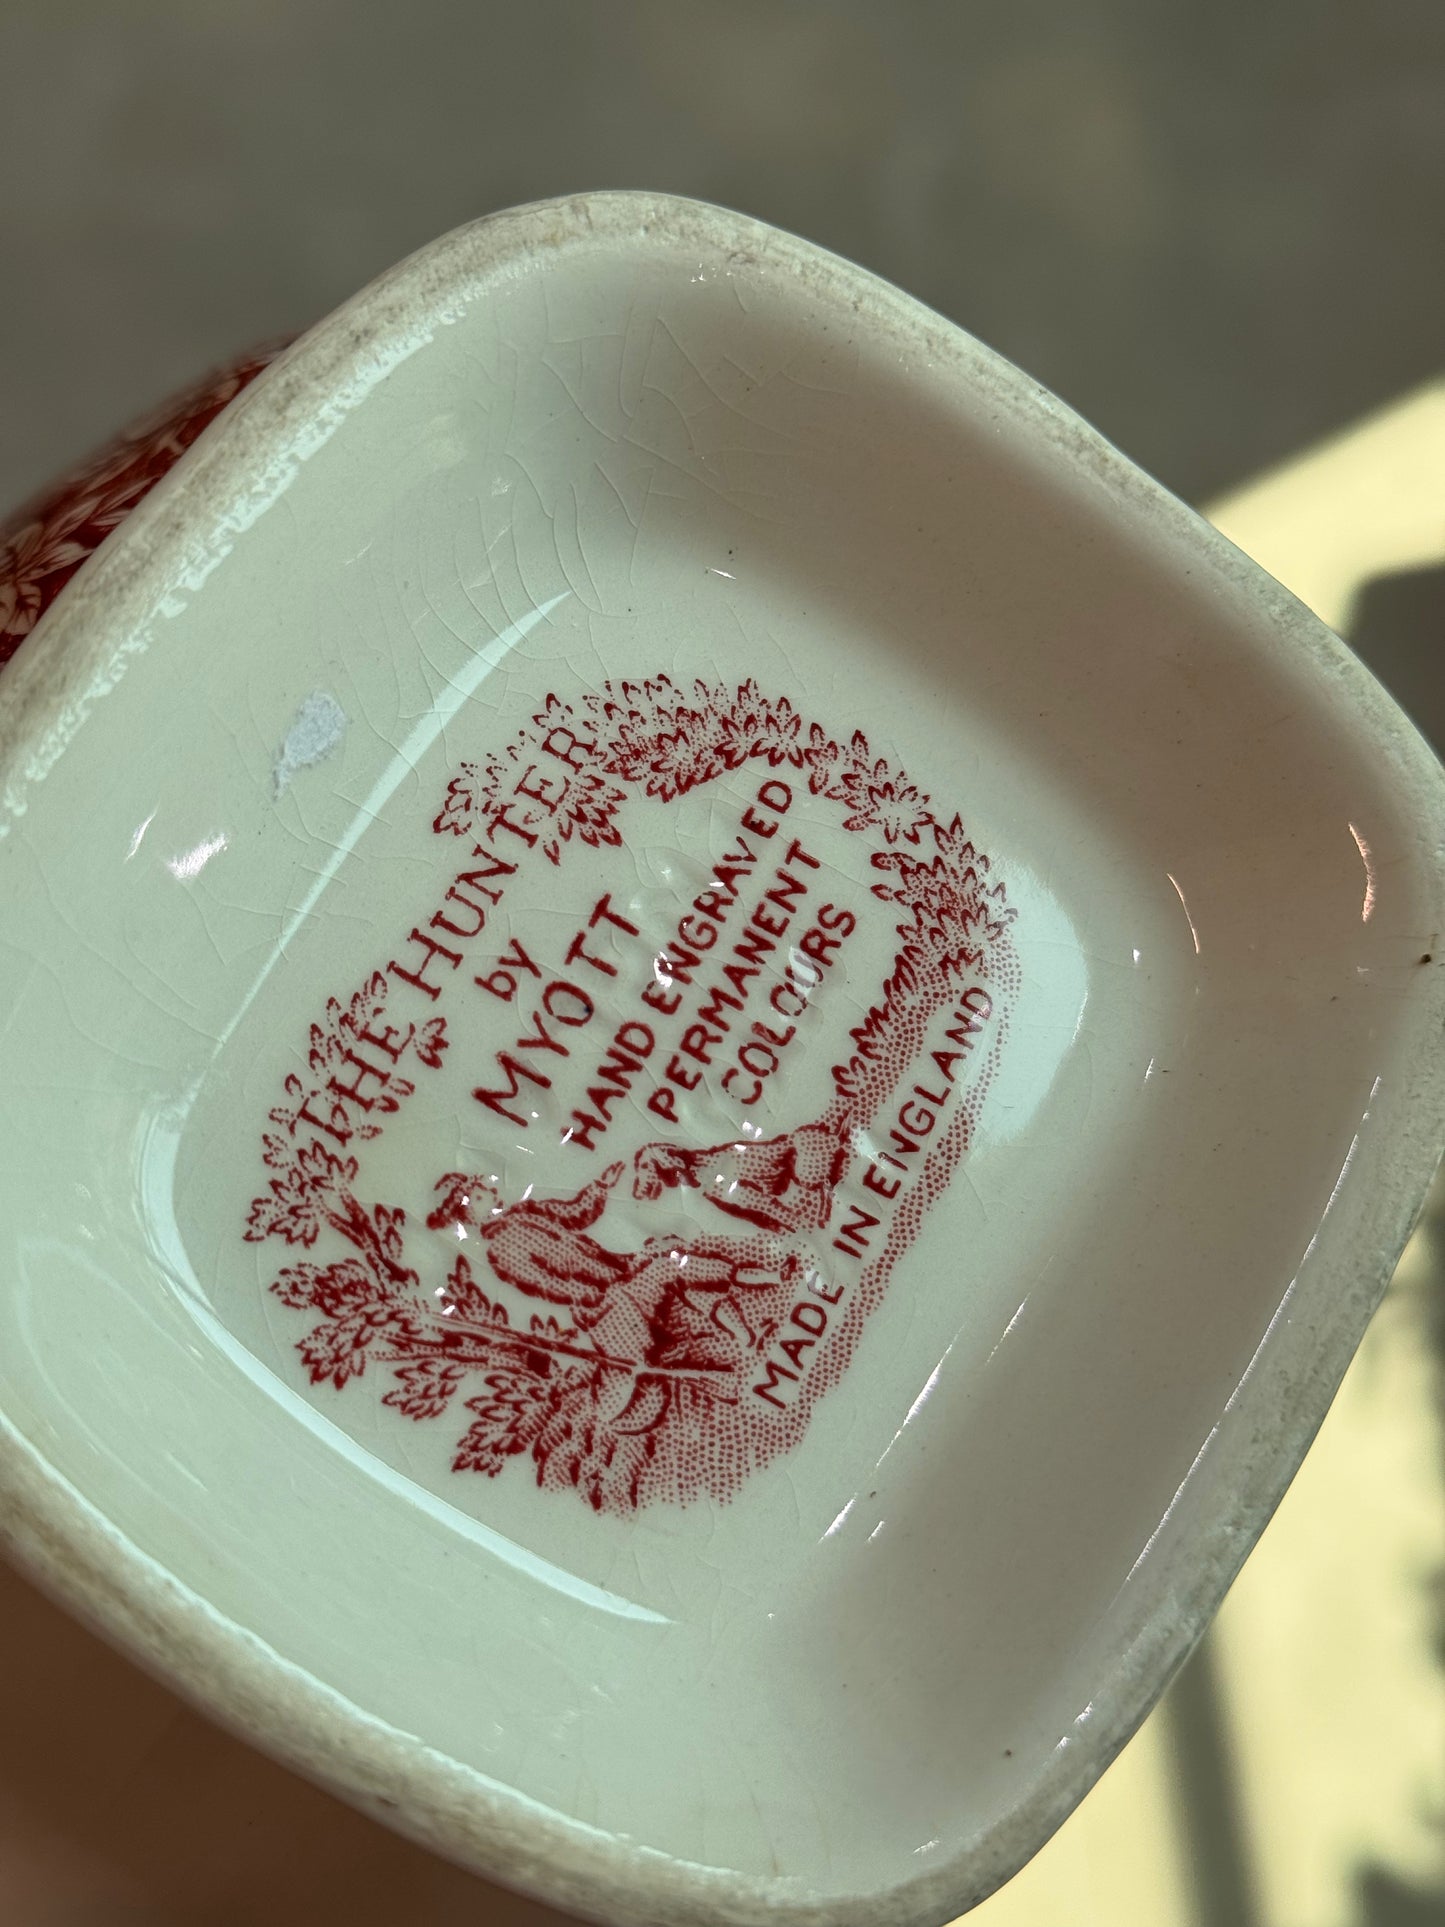 THE HUNTER
by
MYOTT
HAND ENGRAVED
PERMANENT
COLOURS
MADE IN ENGLAND